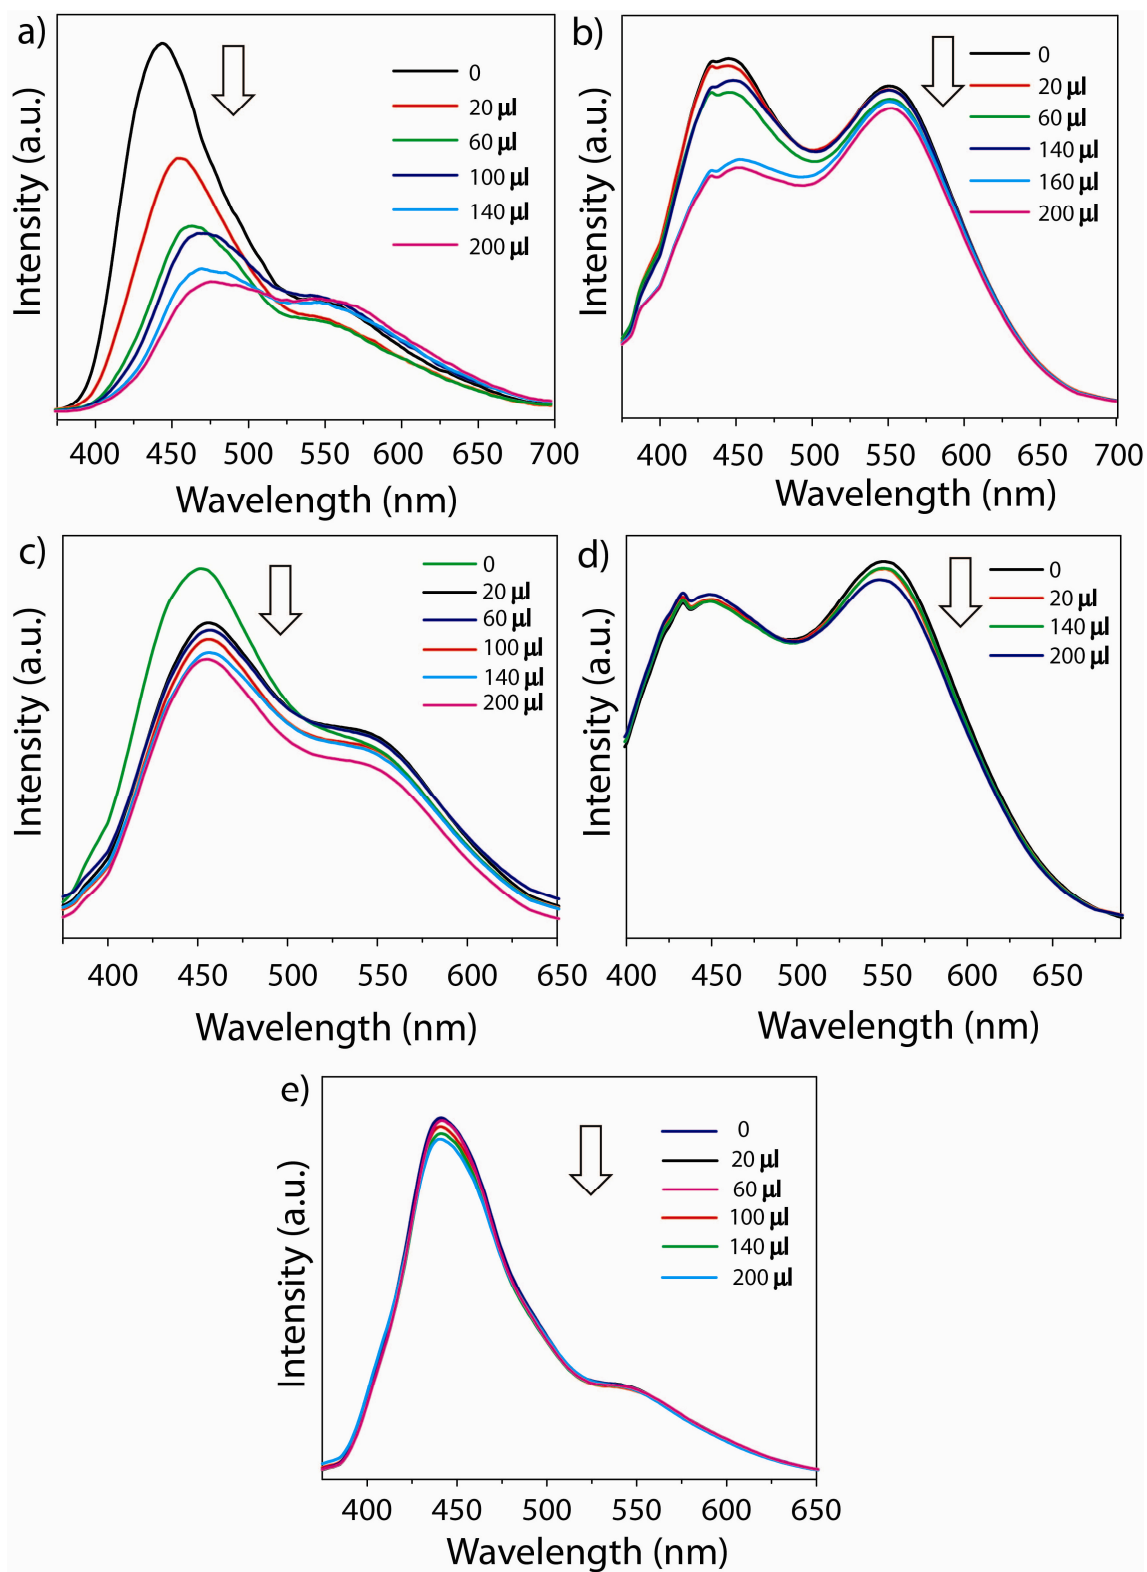 a)
Intensity (a.u.)
0
20 μl
60 μl
100 μl
140 μl
200 μl
400 450 500 550 600 650 700
Wavelength (nm)
b)
Intensity (a.u.)
0
20 μl
60 μl
140 μl
160 μl
200 μl
400 450 500 550 600 650 700
Wavelength (nm)
c)
Intensity (a.u.)
0
20 μl
60 μl
100 μl
140 μl
200 μl
400 450 500 550 600 650
Wavelength (nm)
d)
Intensity (a.u.)
0
20 μl
140 μl
200 μl
400 450 500 550 600 650
Wavelength (nm)
e)
Intensity (a.u.)
0
20 μl
60 μl
100 μl
140 μl
200 μl
400 450 500 550 600 650
Wavelength (nm)